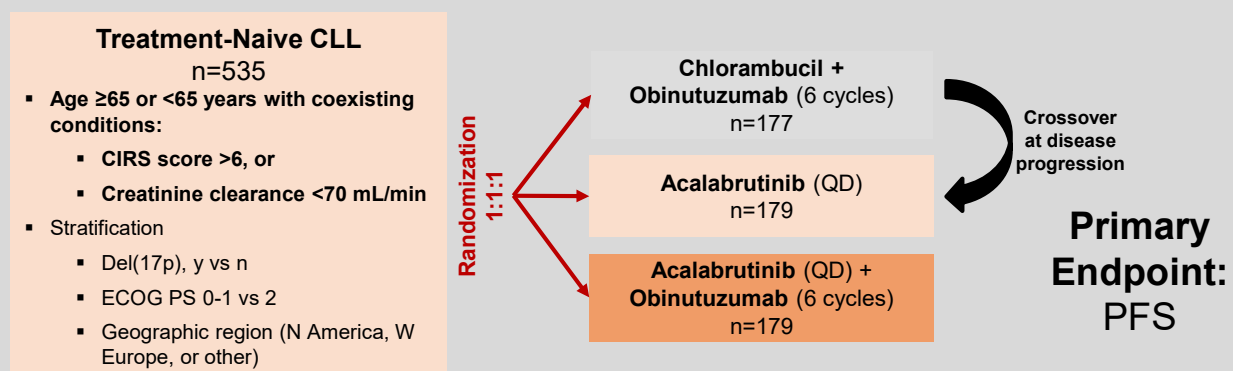 Treatment-Naive CLL
n=535
▪ Age ≥65 or <65 years with coexisting
conditions:
▪ CIRS score >6, or
▪ Creatinine clearance <70 mL/min
▪ Stratification
▪ Del(17p), y vs n
▪ ECOG PS 0-1 vs 2
▪ Geographic region (N America, W
Europe, or other)
Randomization
1:1:1
Chlorambucil +
Obinutuzumab (6 cycles)
n=177
Acalabrutinib (QD)
n=179
Acalabrutinib (QD) +
Obinutuzumab (6 cycles)
n=179
Crossover
at disease
progression
Primary
Endpoint:
PFS